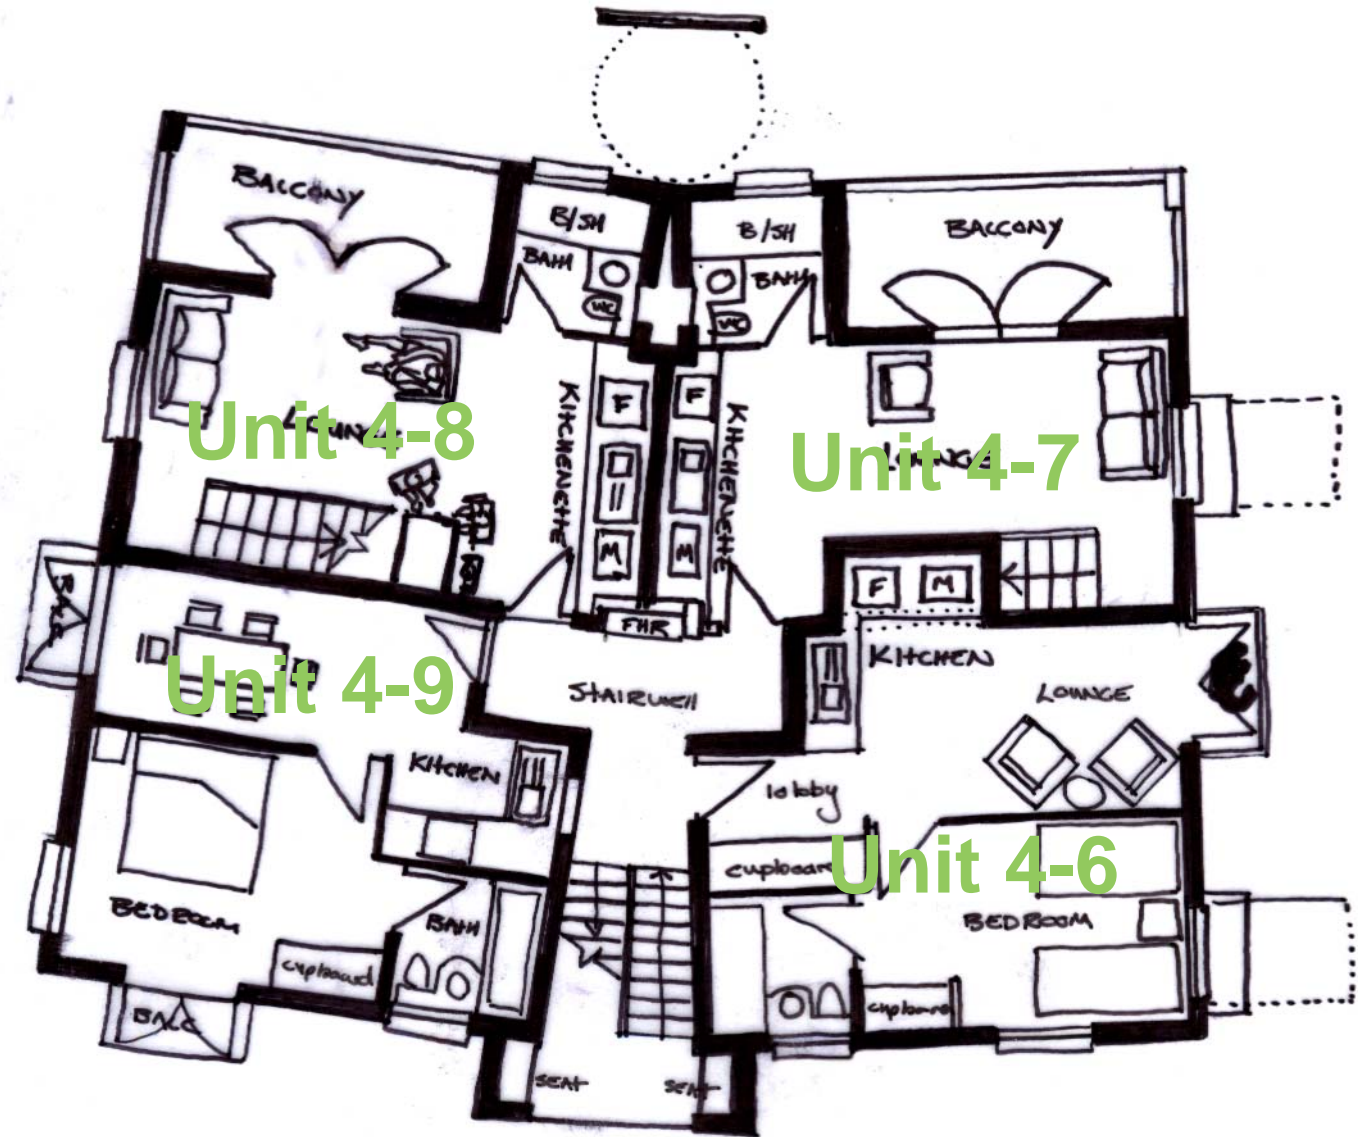 BALCONY
B/SH
B/SH
BALCONY
BATH
BATH
WC
WC
KITCHENETTE
F
F
KITCHENETTE
Unit 4-8
LOUNGE
Unit 4-7
M
M
F
M
BALC
FHR
KITCHEN
Unit 4-9
STAIRWELL
LOUNGE
KITCHEN
lobby
cupboard
Unit 4-6
BEDROOM
BATH
BEDROOM
cupboard
cupboard
BALC
SEAT
SEAT